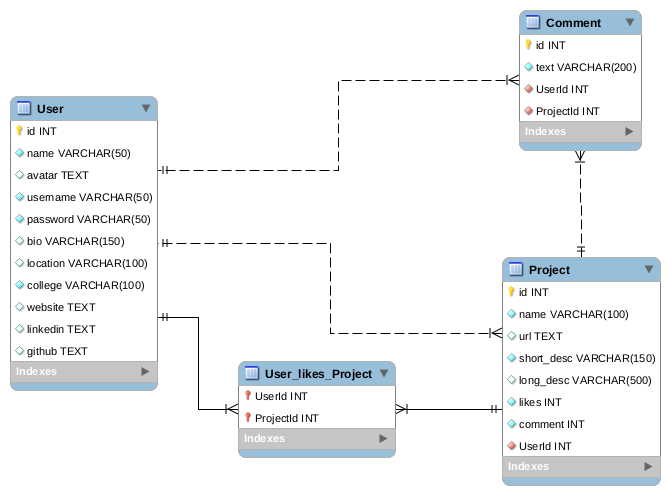 Comment
id INT
text VARCHAR(200)
UserId INT
ProjectId INT
Indexes
User
id INT
name VARCHAR(50)
avatar TEXT
username VARCHAR(50)
password VARCHAR(50)
bio VARCHAR(150)
location VARCHAR(100)
college VARCHAR(100)
website TEXT
linkedin TEXT
github TEXT
Indexes
Project
id INT
name VARCHAR(100)
url TEXT
short_desc VARCHAR(150)
long_desc VARCHAR(500)
likes INT
comment INT
UserId INT
Indexes
User_likes_Project
UserId INT
ProjectId INT
Indexes